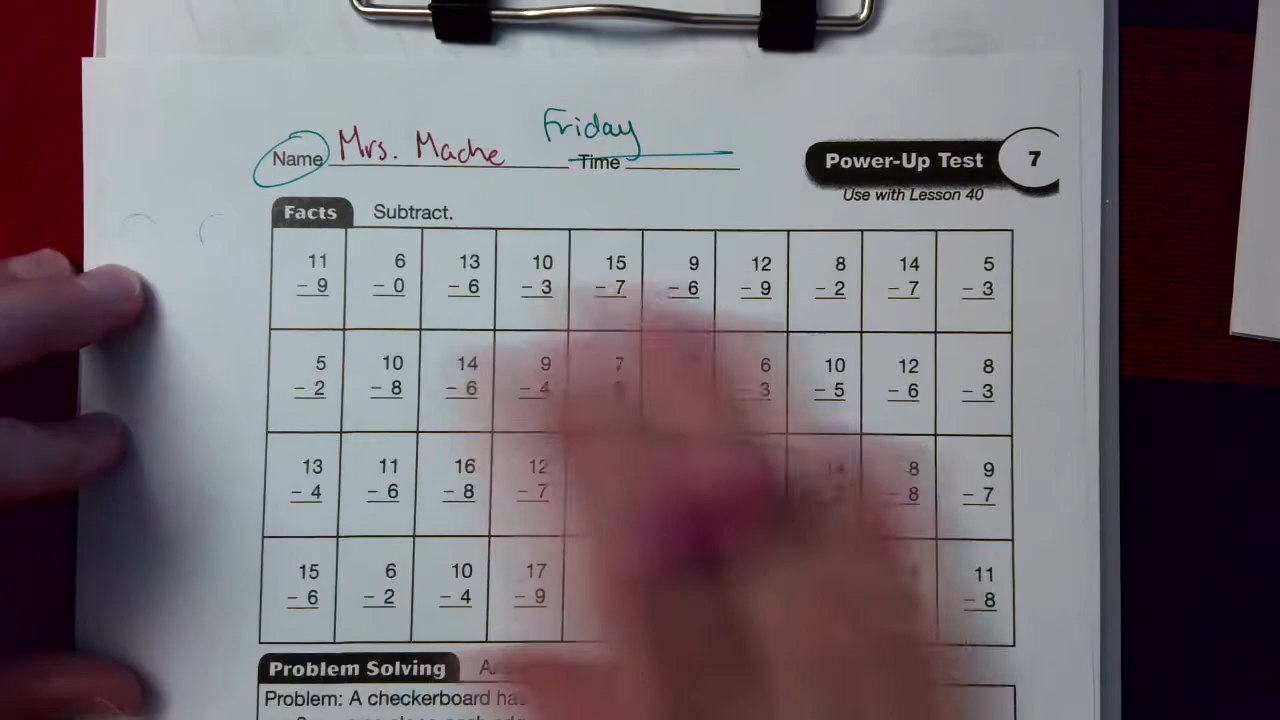 Friday
Name Mrs. Mache Time
Power-Up Test 7
Use with Lesson 40
Facts Subtract.
11 6 13 10 15 9 12 8 14 5
- 9 - 0 - 6 - 3 - 7 - 6 - 9 - 2 - 7 - 3
5 10 14 9 7 6 10 12 8
- 2 - 8 - 6 - 4 - 3 - 5 - 6 - 3
13 11 16 12 8 9
- 4 - 6 - 8 - 7 - 8 - 7
15 6 10 17 11
- 6 - 2 - 4 - 9 - 8
Problem Solving
Problem: A checkerboard has